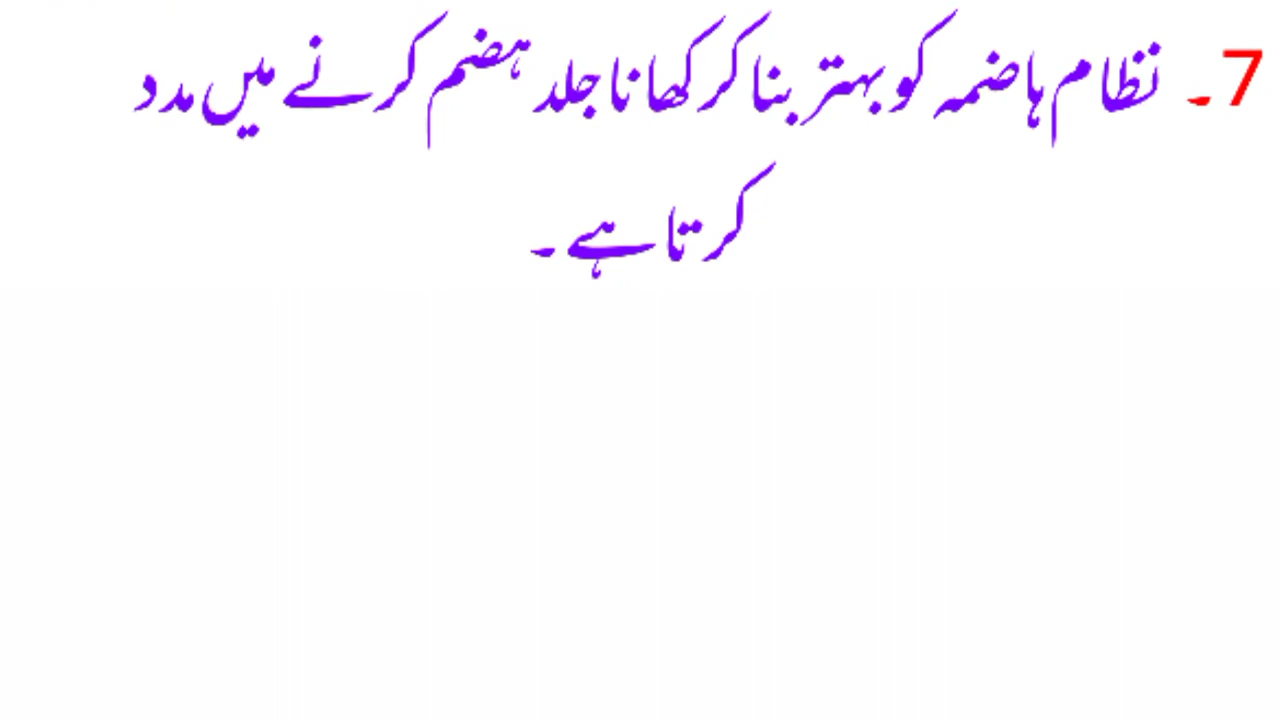 7۔ نظام ہاضمہ کو بہتر بنا کر کھانا جلد ہضم کرنے میں مدد
کرتا ہے۔